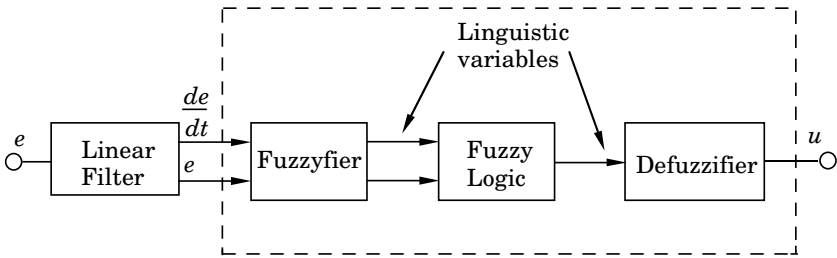 Linguistic
variables
de
dt
e
Linear
Filter
e
Fuzzyfier
Fuzzy
Logic
Defuzzifier
u